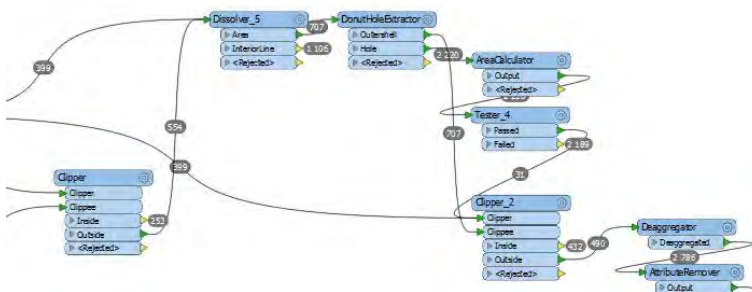 Dissolver_5
Area
707
InteriorLine
1 106
<Rejected>
DonutHoleExtractor
Outershell
Hole
2 220
<Rejected>
AreaCalculator
Output
<Rejected>
399
554
Tester_4
Passed
Failed
2 189
707
31
399
Clipper
Clipper
Clippee
Inside
253
Outside
<Rejected>
Clipper_2
Clipper
Clippee
Inside
432
490
Outside
<Rejected>
Deaggregator
Deaggregated
2 786
AttributeRemover
Output